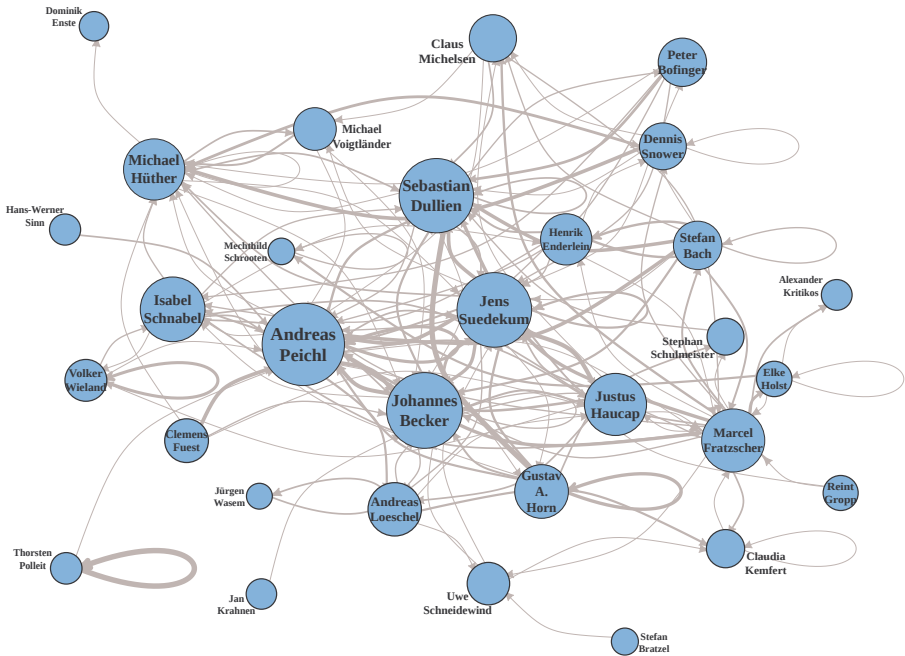 Dominik
Enste
Claus
Michelsen
Peter
Bofinger
Michael
Voigtländer
Dennis
Snower
Michael
Hüther
Sebastian
Dullien
Hans-Werner
Sinn
Mechthild
Schrooten
Henrik
Enderlein
Stefan
Bach
Alexander
Kritikos
Isabel
Schnabel
Jens
Suedekum
Andreas
Peichl
Stephan
Schulmeister
Volker
Wieland
Elke
Holst
Johannes
Becker
Justus
Haucap
Clemens
Fuest
Marcel
Fratzscher
Jürgen
Wasem
Andreas
Loeschel
Gustav
A.
Horn
Reint
Gropp
Thorsten
Polleit
Claudia
Kemfert
Jan
Krahnen
Uwe
Schneidewind
Stefan
Bratzel